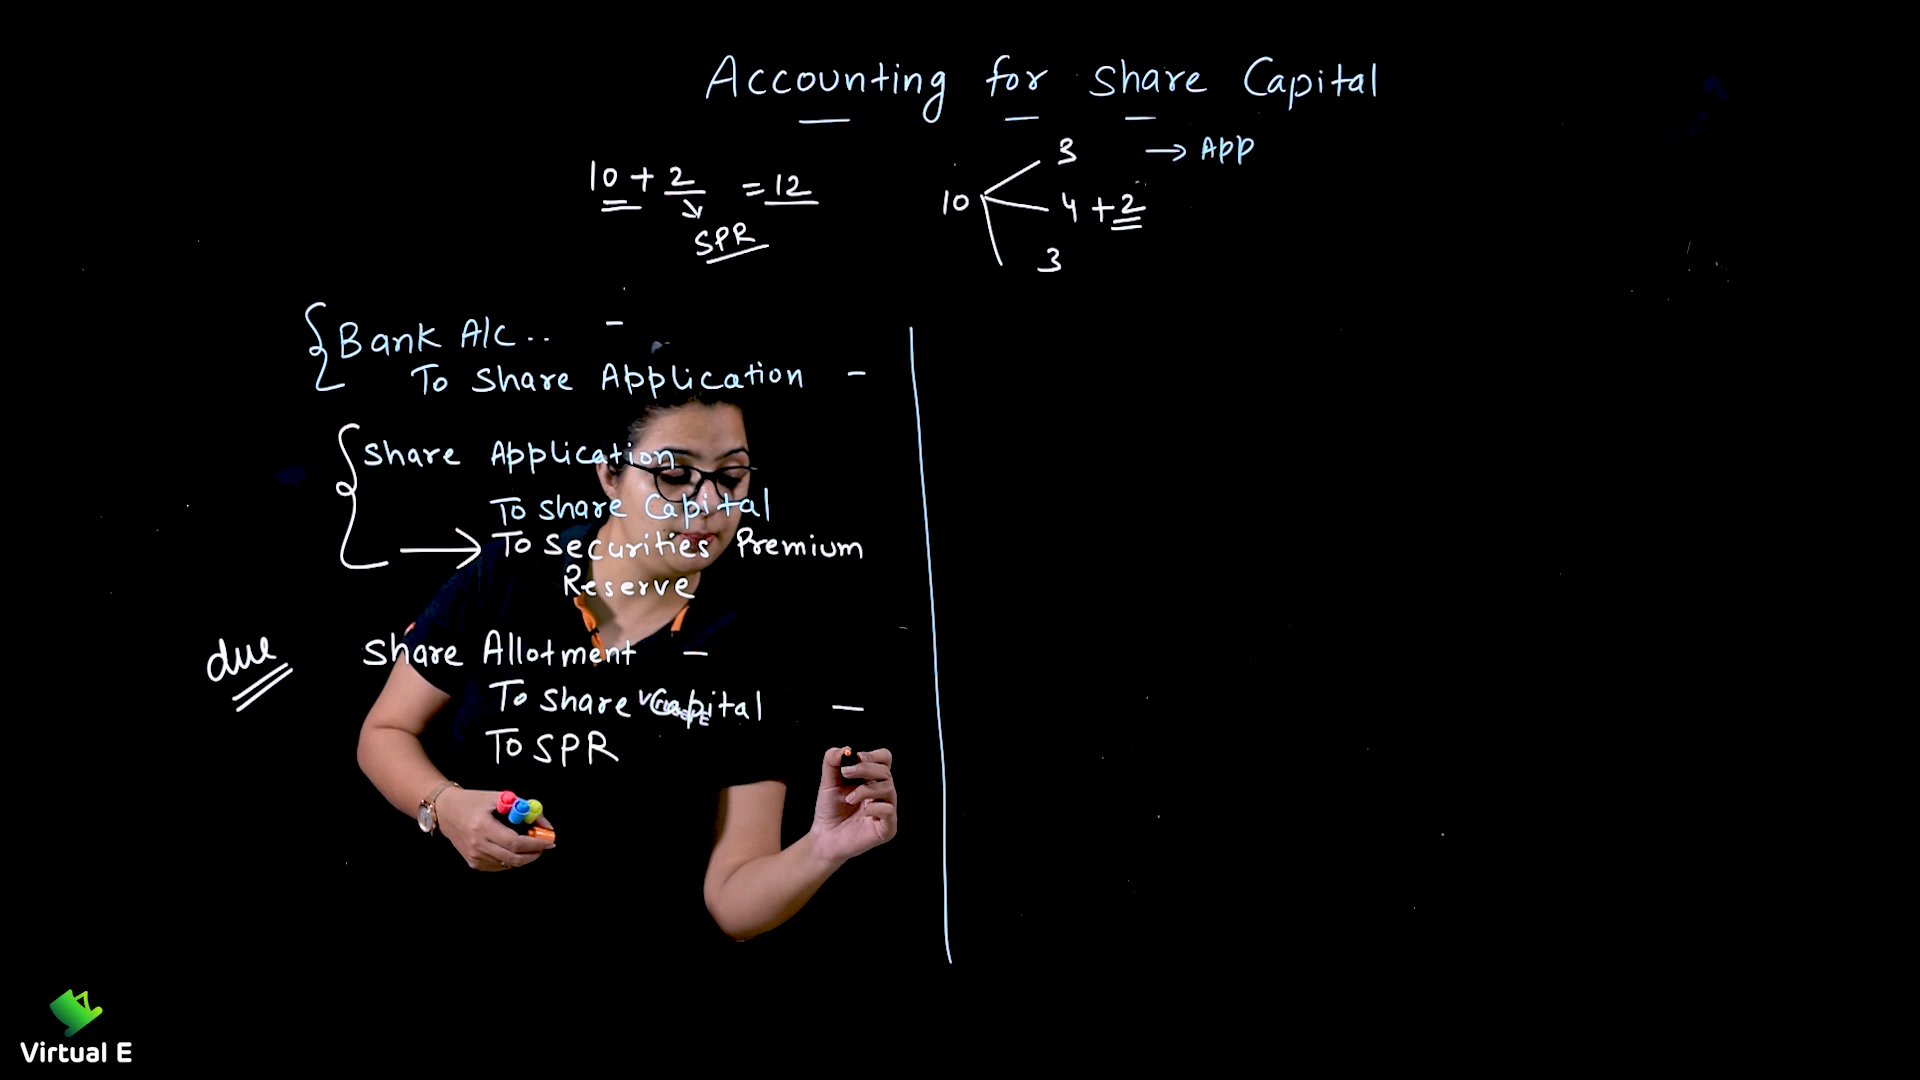 Accounting for Share Capital
10 + 2 = 12
SPR
10
3 → App
4 + 2
3
Bank A/c .. -
To Share Application -
Share Application
To Share Capital
→ To Securities Premium
Reserve
due
Share Allotment -
To Share Capital -
To SPR
Virtual E